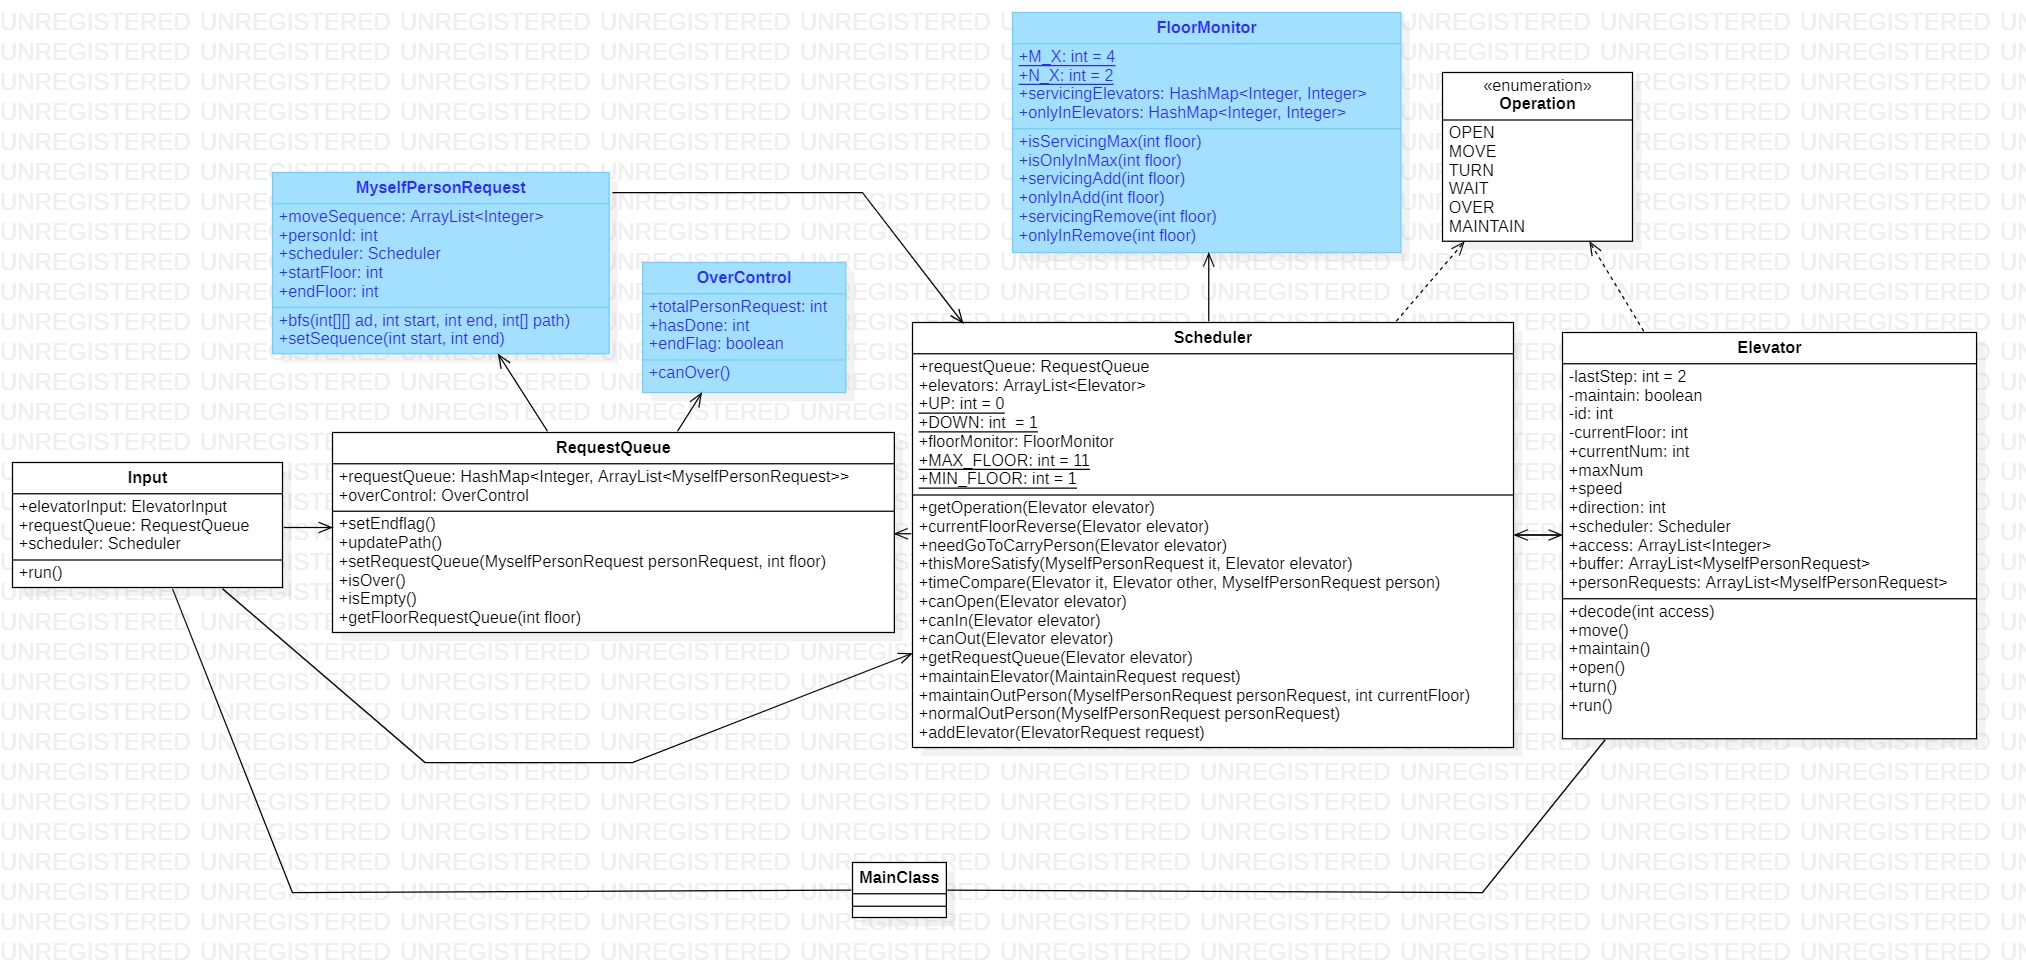 FloorMonitor
+M_X: int = 4
+N_X: int = 2
+servicingElevators: HashMap<Integer, Integer>
+onlyInElevators: HashMap<Integer, Integer>
+isServicingMax(int floor)
+isOnlyInMax(int floor)
+servicingAdd(int floor)
+onlyInAdd(int floor)
+servicingRemove(int floor)
+onlyInRemove(int floor)
«enumeration»
Operation
OPEN
MOVE
TURN
WAIT
OVER
MAINTAIN
MyselfPersonRequest
+moveSequence: ArrayList<Integer>
+personId: int
+scheduler: Scheduler
+startFloor: int
+endFloor: int
+bfs(int[][] ad, int start, int end, int[] path)
+setSequence(int start, int end)
OverControl
+totalPersonRequest: int
+hasDone: int
+endFlag: boolean
+canOver()
Scheduler
+requestQueue: RequestQueue
+elevators: ArrayList<Elevator>
+UP: int = 0
+DOWN: int  = 1
+floorMonitor: FloorMonitor
+MAX_FLOOR: int = 11
+MIN_FLOOR: int = 1
+getOperation(Elevator elevator)
+currentFloorReverse(Elevator elevator)
+needGoToCarryPerson(Elevator elevator)
+thisMoreSatisfy(MyselfPersonRequest it, Elevator elevator)
+timeCompare(Elevator it, Elevator other, MyselfPersonRequest person)
+canOpen(Elevator elevator)
+canIn(Elevator elevator)
+canOut(Elevator elevator)
+getRequestQueue(Elevator elevator)
+maintainElevator(MaintainRequest request)
+maintainOutPerson(MyselfPersonRequest personRequest, int currentFloor)
+normalOutPerson(MyselfPersonRequest personRequest)
+addElevator(ElevatorRequest request)
Elevator
-lastStep: int = 2
-maintain: boolean
-id: int
-currentFloor: int
+currentNum: int
+maxNum
+speed
+direction: int
+scheduler: Scheduler
+access: ArrayList<Integer>
+buffer: ArrayList<MyselfPersonRequest>
+personRequests: ArrayList<MyselfPersonRequest>
+decode(int access)
+move()
+maintain()
+open()
+turn()
+run()
RequestQueue
+requestQueue: HashMap<Integer, ArrayList<MyselfPersonRequest>>
+overControl: OverControl
+setEndflag()
+updatePath()
+setRequestQueue(MyselfPersonRequest personRequest, int floor)
+isOver()
+isEmpty()
+getFloorRequestQueue(int floor)
Input
+elevatorInput: ElevatorInput
+requestQueue: RequestQueue
+scheduler: Scheduler
+run()
MainClass